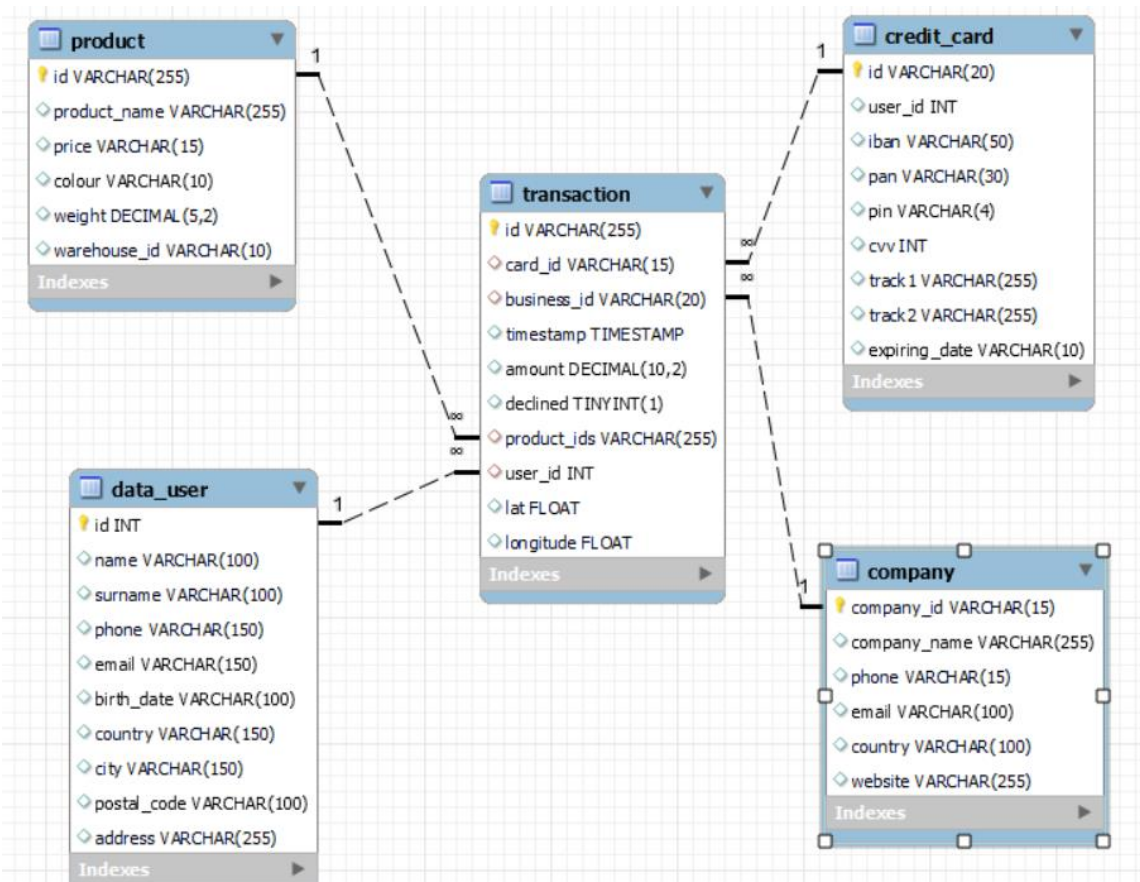 product
id VARCHAR(255)
product_name VARCHAR(255)
price VARCHAR(15)
colour VARCHAR(10)
weight DECIMAL(5,2)
warehouse_id VARCHAR(10)
Indexes
1
transaction
id VARCHAR(255)
card_id VARCHAR(15)
business_id VARCHAR(20)
timestamp TIMESTAMP
amount DECIMAL(10,2)
declined TINYINT(1)
product_ids VARCHAR(255)
user_id INT
lat FLOAT
longitude FLOAT
Indexes
∞
∞
∞
∞
1
credit_card
id VARCHAR(20)
user_id INT
iban VARCHAR(50)
pan VARCHAR(30)
pin VARCHAR(4)
cvv INT
track1 VARCHAR(255)
track2 VARCHAR(255)
expiring_date VARCHAR(10)
Indexes
data_user
id INT
name VARCHAR(100)
surname VARCHAR(100)
phone VARCHAR(150)
email VARCHAR(150)
birth_date VARCHAR(100)
country VARCHAR(150)
city VARCHAR(150)
postal_code VARCHAR(100)
address VARCHAR(255)
Indexes
1
1
company
company_id VARCHAR(15)
company_name VARCHAR(255)
phone VARCHAR(15)
email VARCHAR(100)
country VARCHAR(100)
website VARCHAR(255)
Indexes